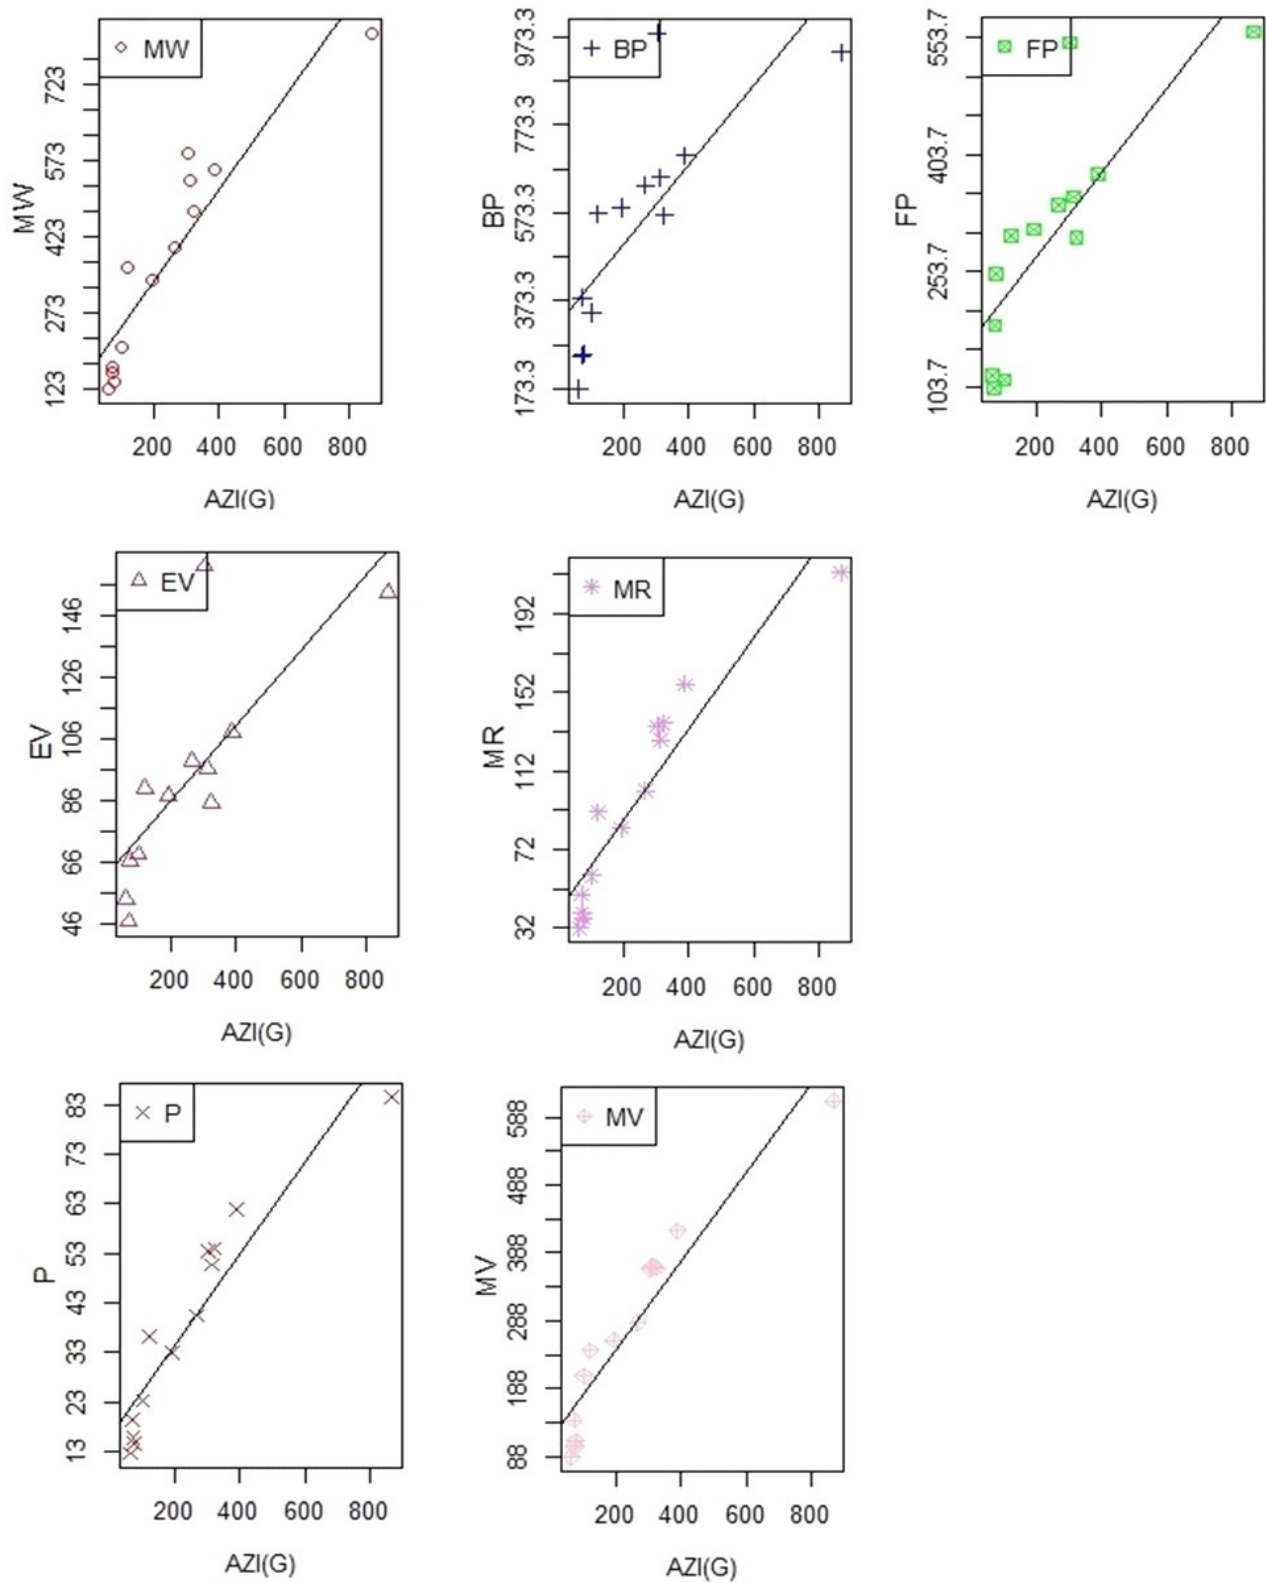 MW
MW
723
573
423
273
123
200 400 600 800
AZI(G)
BP
BP
973.3
773.3
573.3
373.3
173.3
200 400 600 800
AZI(G)
FP
FP
553.7
403.7
253.7
103.7
200 400 600 800
AZI(G)
EV
EV
146
126
106
86
66
46
200 400 600 800
AZI(G)
MR
MR
192
152
112
72
32
200 400 600 800
AZI(G)
P
P
83
73
63
53
43
33
23
13
200 400 600 800
AZI(G)
MV
MV
588
488
388
288
188
88
200 400 600 800
AZI(G)